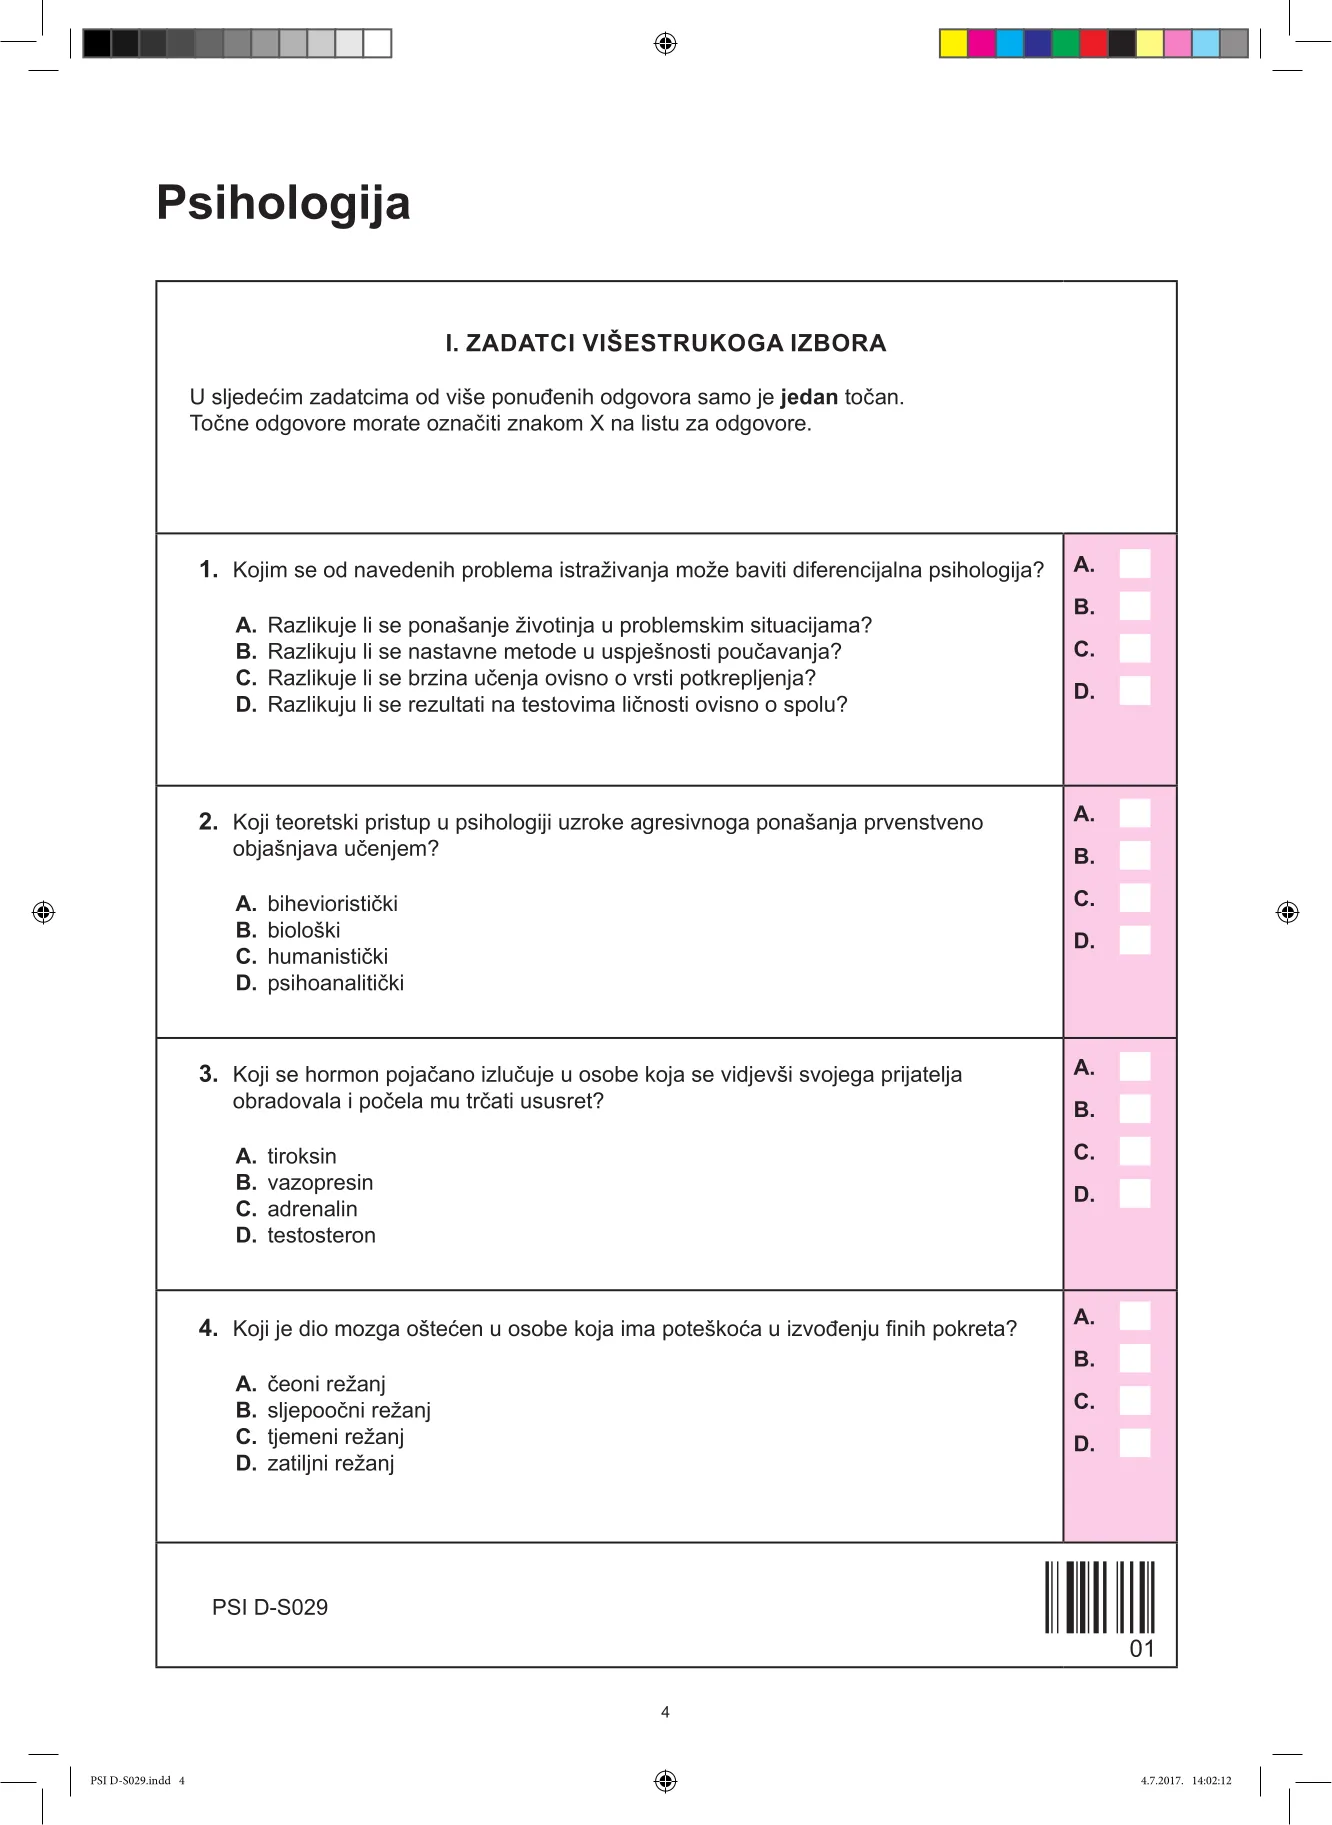 Psihologija
I. ZADATCI VIŠESTRUKOGA IZBORA
U sljedećim zadatcima od više ponuđenih odgovora samo je jedan točan.
Točne odgovore morate označiti znakom X na listu za odgovore.
1. Kojim se od navedenih problema istraživanja može baviti diferencijalna psihologija?
A. Razlikuje li se ponašanje životinja u problemskim situacijama?
B. Razlikuju li se nastavne metode u uspješnosti poučavanja?
C. Razlikuje li se brzina učenja ovisno o vrsti potkrepljenja?
D. Razlikuju li se rezultati na testovima ličnosti ovisno o spolu?
A.
B.
C.
D.
2. Koji teoretski pristup u psihologiji uzroke agresivnoga ponašanja prvenstveno
objašnjava učenjem?
A. bihevioristički
B. biološki
C. humanistički
D. psihoanalitički
A.
B.
C.
D.
3. Koji se hormon pojačano izlučuje u osobe koja se vidjevši svojega prijatelja
obradovala i počela mu trčati ususret?
A. tiroksin
B. vazopresin
C. adrenalin
D. testosteron
A.
B.
C.
D.
4. Koji je dio mozga oštećen u osobe koja ima poteškoća u izvođenju finih pokreta?
A. čeoni režanj
B. sljepoočni režanj
C. tjemeni režanj
D. zatiljni režanj
A.
B.
C.
D.
PSI D-S029
01
4
PSI D-S029.indd 4
4.7.2017. 14:02:12